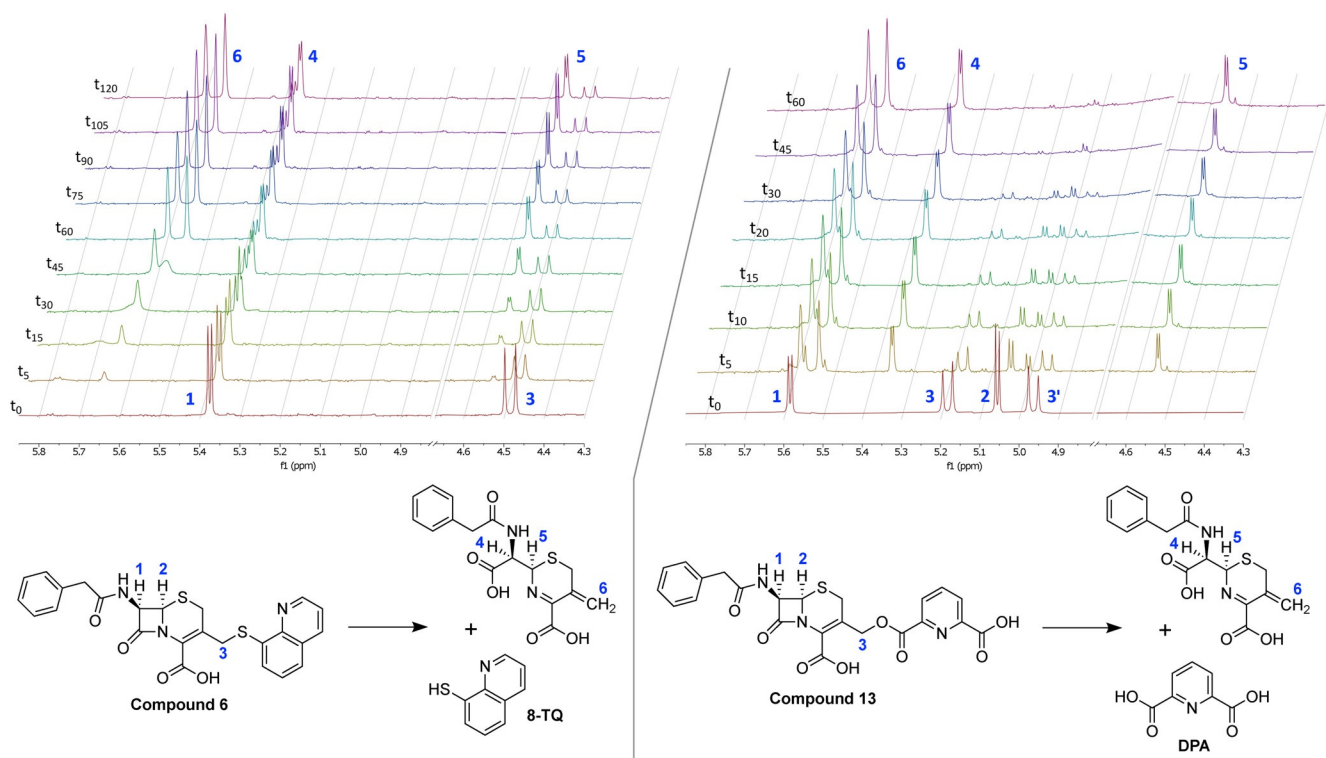 6 4 5
t120
t105
t90
t75
t60
t45
t30
t15
t5
t0
1 3
5.8 5.7 5.6 5.5 5.4 5.3 5.2 5.1 5.0 4.9 4.6 4.5 4.4 4.3
f1 (ppm)
6 4 5
t60
t45
t30
t20
t15
t10
t5
t0
1 3 2 3'
5.8 5.7 5.6 5.5 5.4 5.3 5.2 5.1 5.0 4.9 4.6 4.5 4.4 4.3
f1 (ppm)
1 2
H N H H S N
O N S
O 3
O OH
Compound 6
O
NH
4 H H 5
S
O
OH N 6
CH2
O OH
+
N
HS
8-TQ
1 2
H N H H S
O N O N OH
O 3 O O
O OH
Compound 13
O
NH
4 H H 5
S
O
OH N 6
CH2
O OH
+
HO N OH
O O
DPA